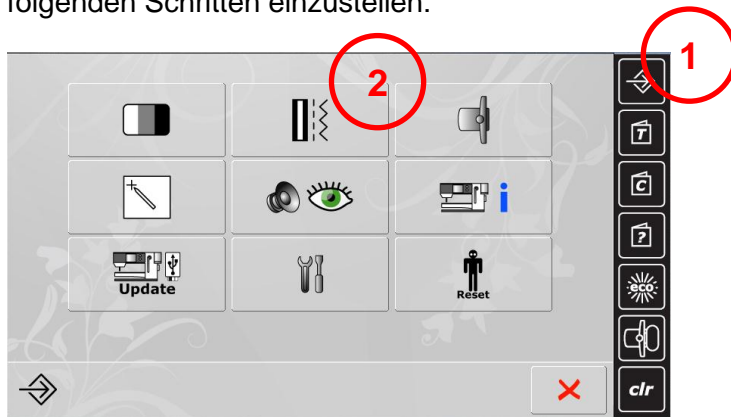 folgenden Schritten einzustellen.
1
2
T
C
i
?
Update
Reset
eco
clr